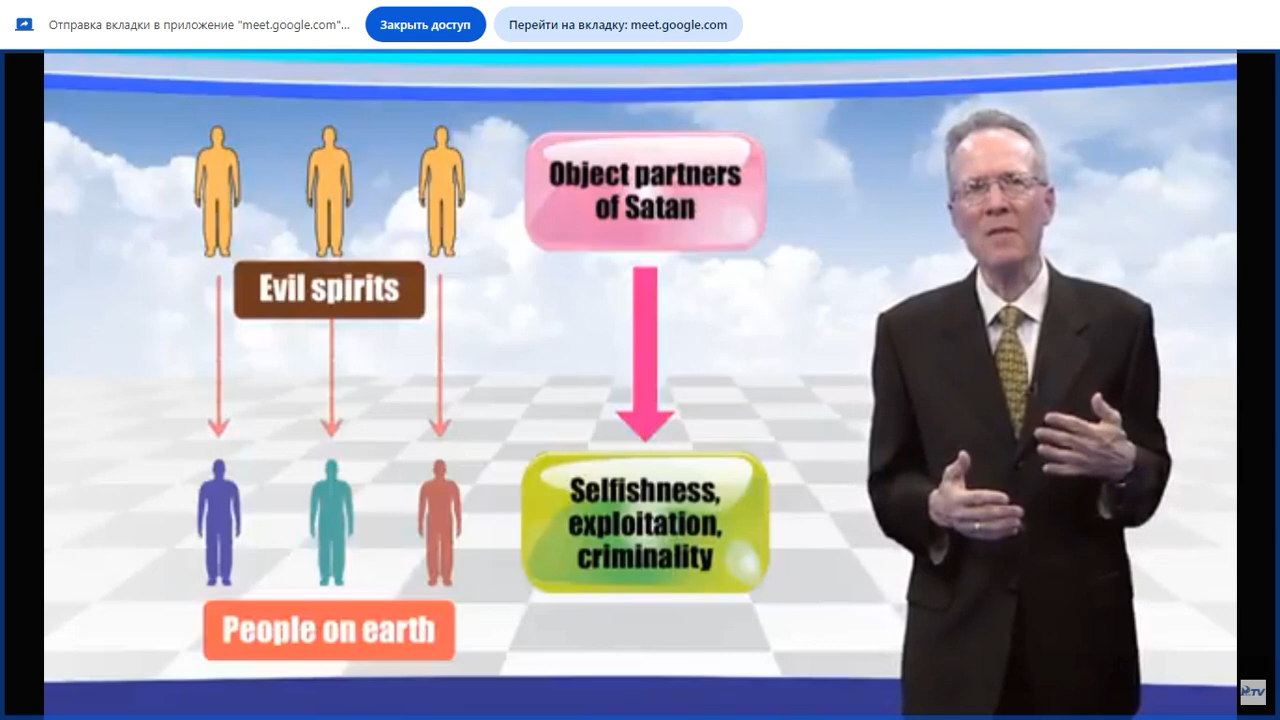 Отправка вкладки в приложение "meet.google.com"...
Закрыть доступ
Перейти на вкладку: meet.google.com
Object partners
of Satan
Evil spirits
Selfishness,
exploitation,
criminality
People on earth